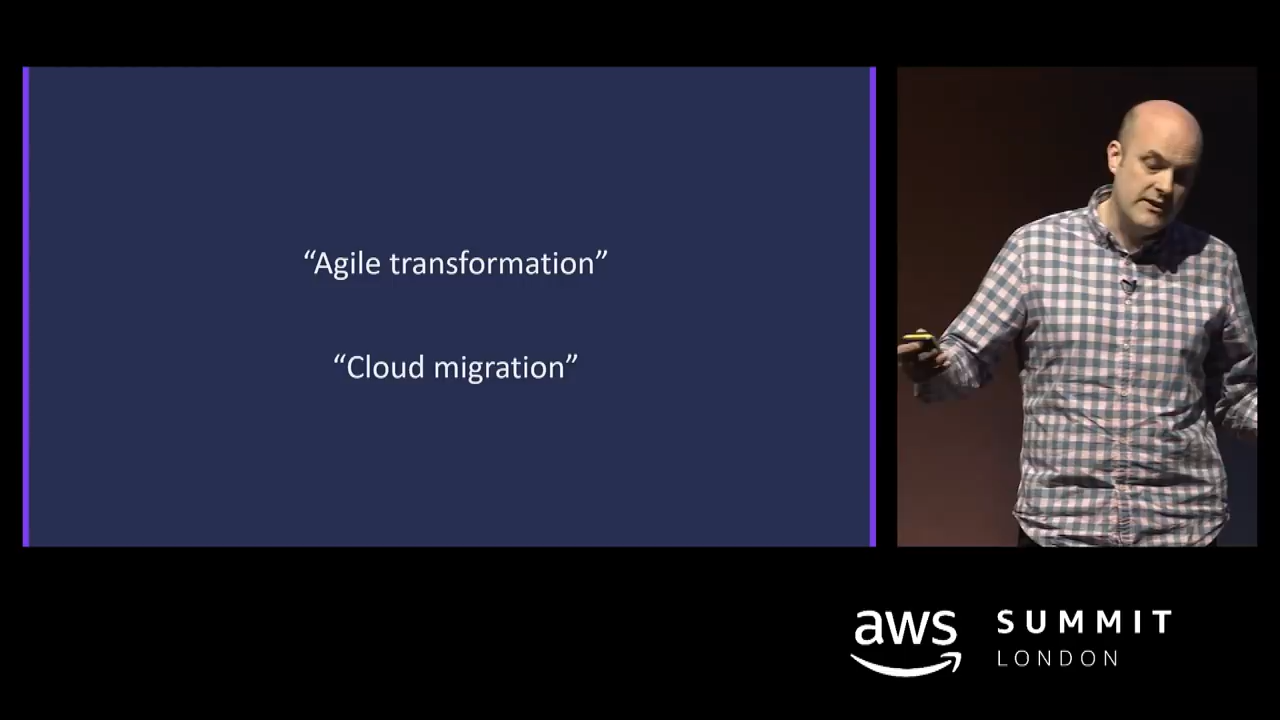 “Agile transformation”
“Cloud migration”
aws
SUMMIT
LONDON